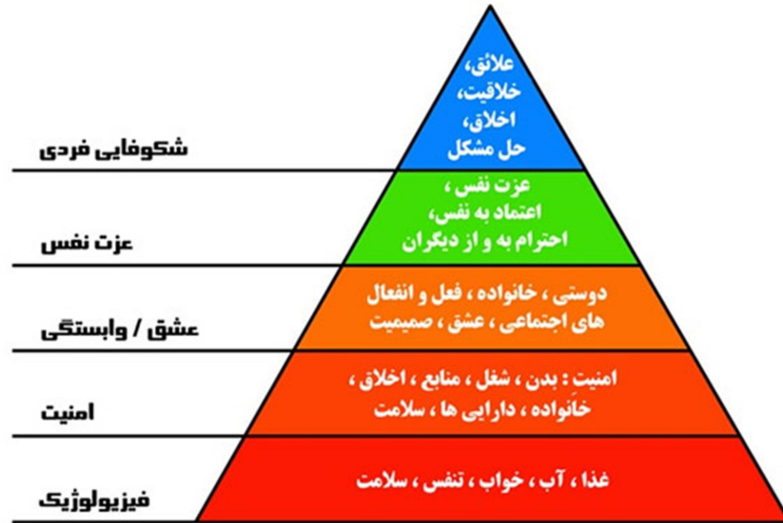 علائق،
خلاقیت،
اخلاق،
حل مشکل
شکوفایی فردی
عزت نفس ،
اعتماد به نفس،
احترام به و از دیگران
عزت نفس
دوستی ، خانواده ، فعل و انفعال
های اجتماعی ، عشق ، صمیمیت
عشق / وابستگی
امنیتِ : بدن ، شغل ، منابع ، اخلاق ،
خانواده ، دارایی ها ، سلامت
امنیت
غذا ، آب ، خواب ، تنفس ، سلامت
فیزیولوژیک